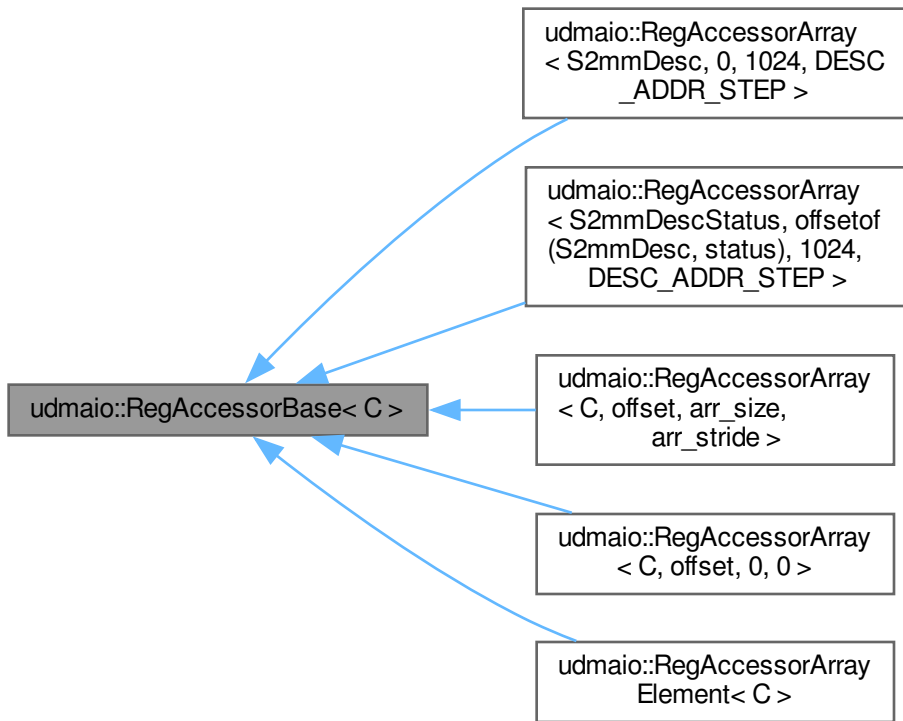 udmaio::RegAccessorArray
< S2mmDesc, 0, 1024, DESC
_ADDR_STEP >
udmaio::RegAccessorArray
< S2mmDescStatus, offsetof
(S2mmDesc, status), 1024,
DESC_ADDR_STEP >
udmaio::RegAccessorBase< C >
udmaio::RegAccessorArray
< C, offset, arr_size,
arr_stride >
udmaio::RegAccessorArray
< C, offset, 0, 0 >
udmaio::RegAccessorArray
Element< C >